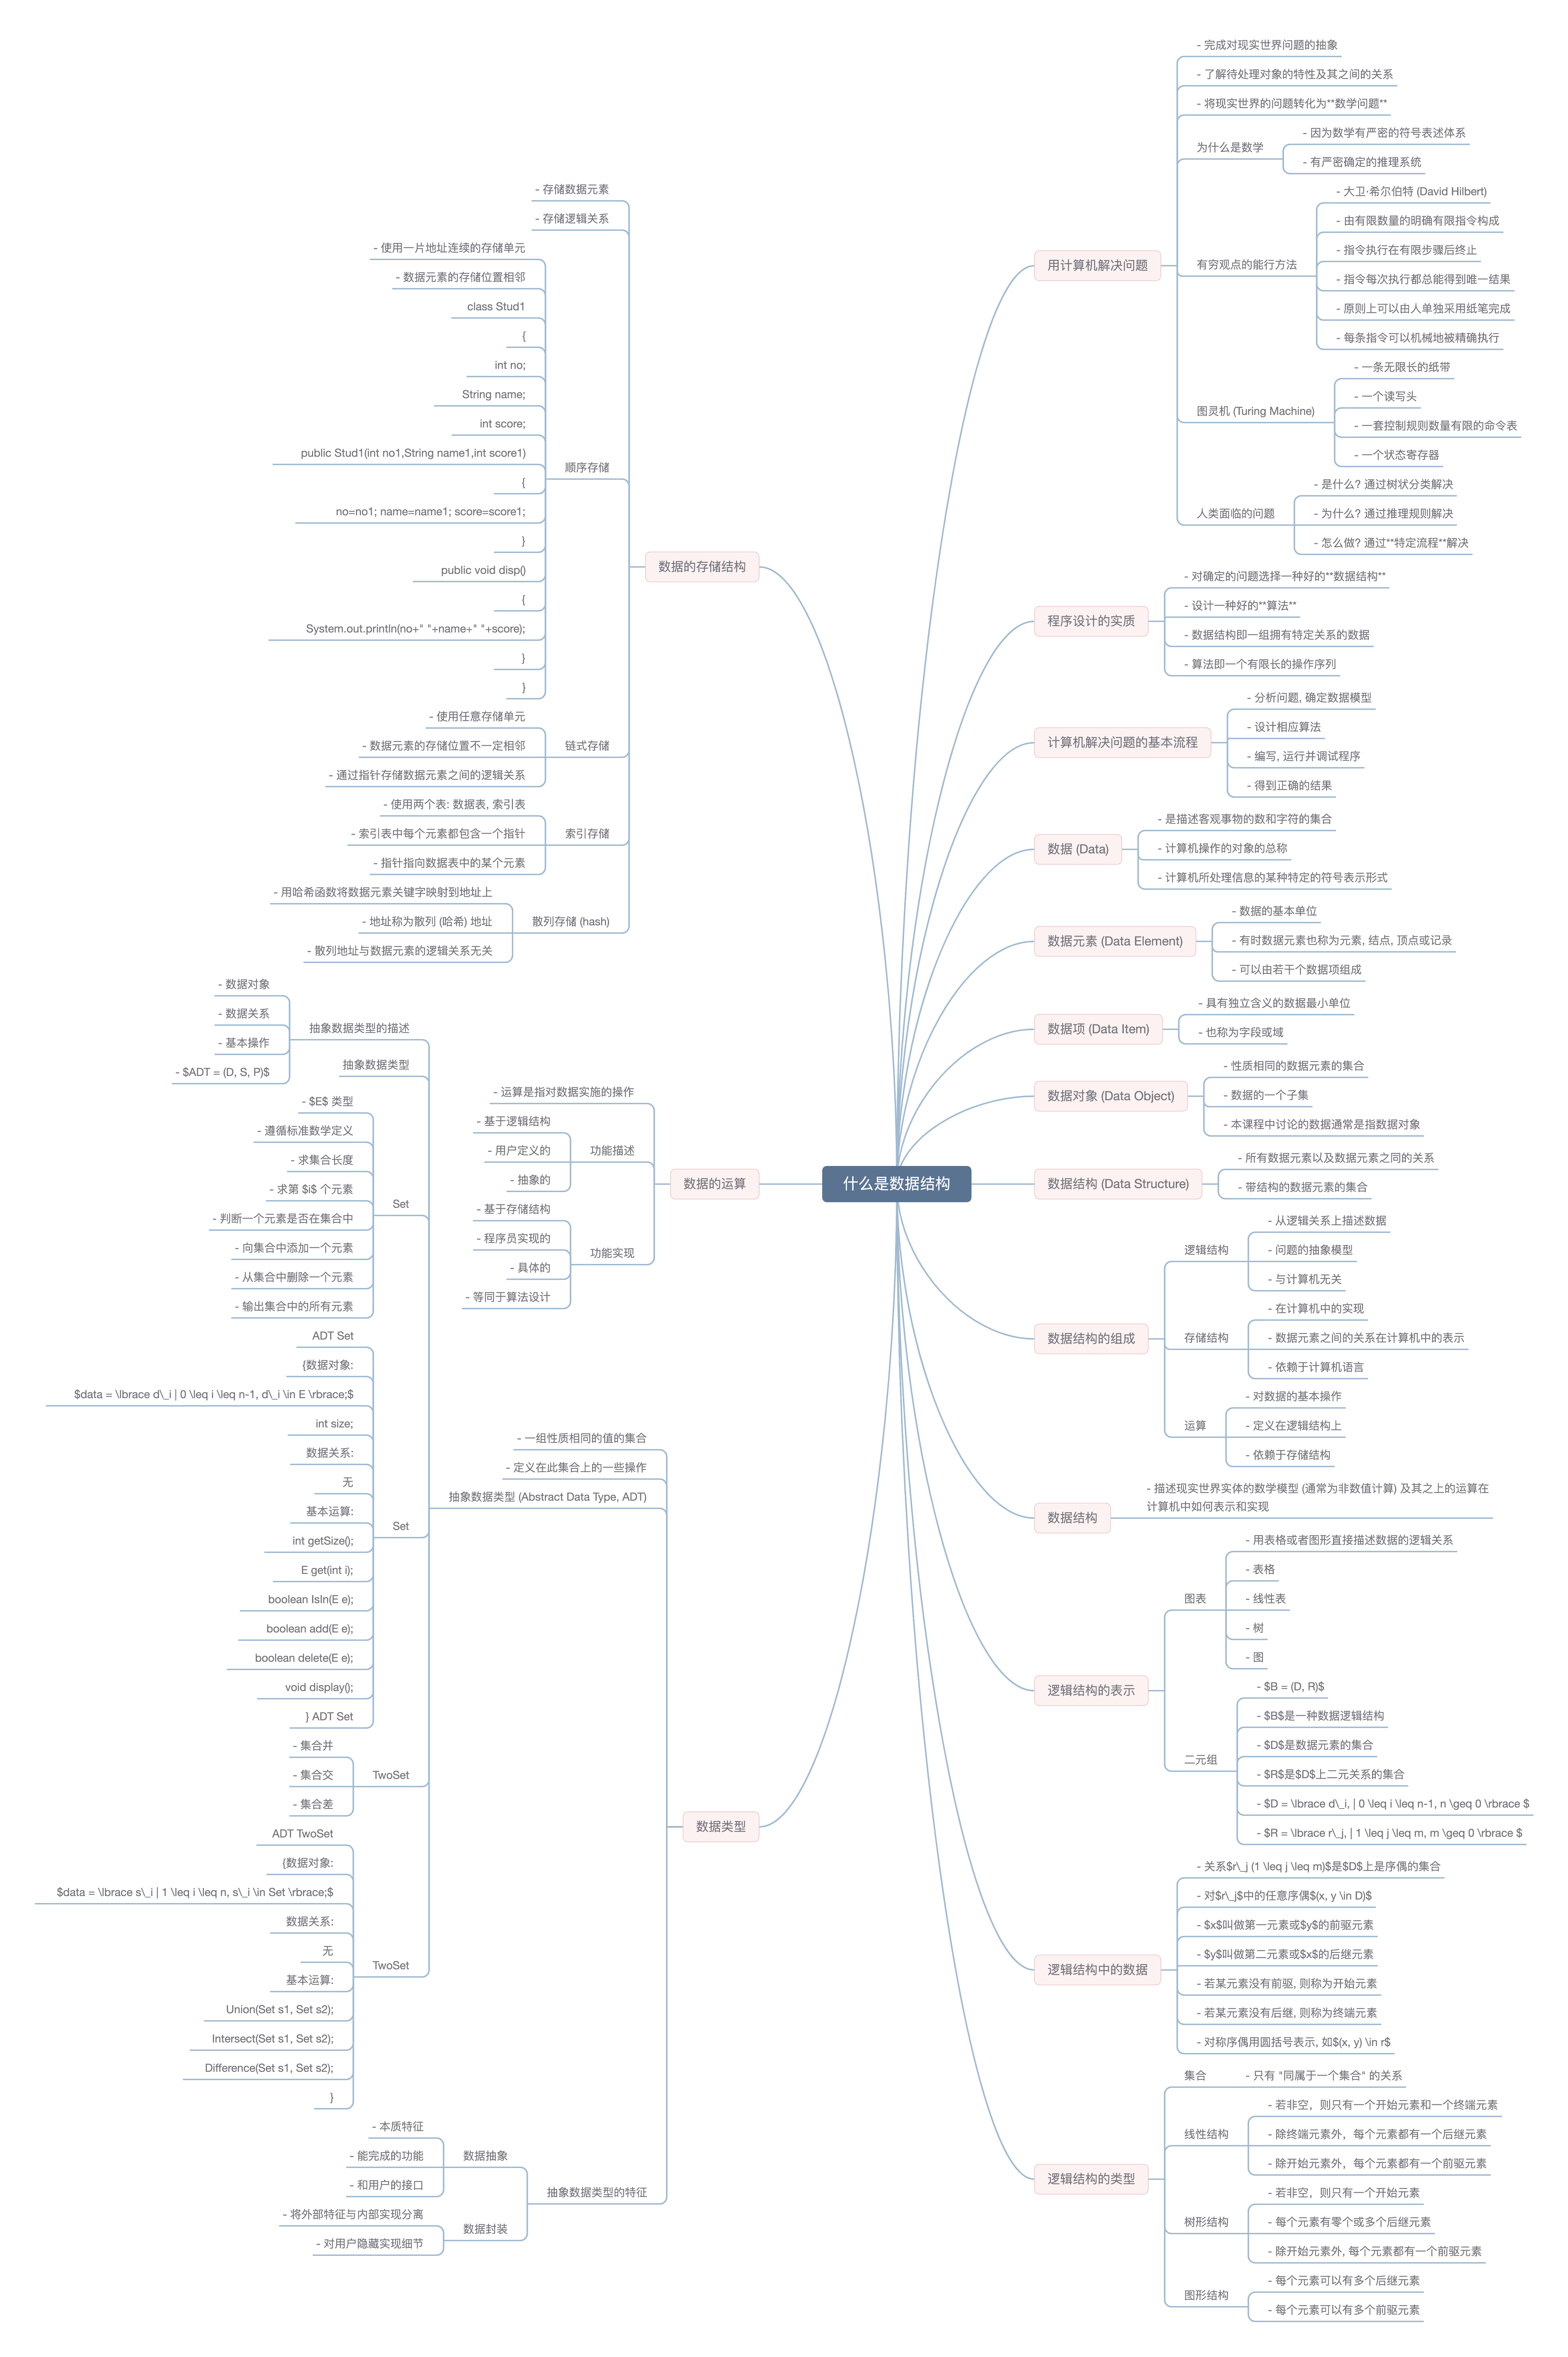 什么是数据结构
用计算机解决问题
- 完成对现实世界问题的抽象
- 了解待处理对象的特性及其之间的关系
- 将现实世界的问题转化为**数学问题**
为什么是数学
- 因为数学有严密的符号表述体系
- 有严密确定的推理系统
有穷观点的能行方法
- 大卫·希尔伯特 (David Hilbert)
- 由有限数量的明确有限指令构成
- 指令执行在有限步骤后终止
- 指令每次执行都总能得到唯一结果
- 原则上可以由人单独采用纸笔完成
- 每条指令可以机械地被精确执行
图灵机 (Turing Machine)
- 一条无限长的纸带
- 一个读写头
- 一套控制规则数量有限的命令表
- 一个状态寄存器
人类面临的问题
- 是什么? 通过树状分类解决
- 为什么? 通过推理规则解决
- 怎么做? 通过**特定流程**解决
程序设计的实质
- 对确定的问题选择一种好的**数据结构**
- 设计一种好的**算法**
- 数据结构即一组拥有特定关系的数据
- 算法即一个有限长的操作序列
计算机解决问题的基本流程
- 分析问题, 确定数据模型
- 设计相应算法
- 编写, 运行并调试程序
- 得到正确的结果
数据 (Data)
- 是描述客观事物的数和字符的集合
- 计算机操作的对象的总称
- 计算机所处理信息的某种特定的符号表示形式
数据元素 (Data Element)
- 数据的基本单位
- 有时数据元素也称为元素, 结点, 顶点或记录
- 可以由若干个数据项组成
数据项 (Data Item)
- 具有独立含义的数据最小单位
- 也称为字段或域
数据对象 (Data Object)
- 性质相同的数据元素的集合
- 数据的一个子集
- 本课程中讨论的数据通常是指数据对象
数据结构 (Data Structure)
- 所有数据元素以及数据元素之同的关系
- 带结构的数据元素的集合
数据结构的组成
逻辑结构
- 从逻辑关系上描述数据
- 问题的抽象模型
- 与计算机无关
存储结构
- 在计算机中的实现
- 数据元素之间的关系在计算机中的表示
- 依赖于计算机语言
运算
- 对数据的基本操作
- 定义在逻辑结构上
- 依赖于存储结构
数据结构
- 描述现实世界实体的数学模型 (通常为非数值计算) 及其之上的运算在
计算机中如何表示和实现
逻辑结构的表示
图表
- 用表格或者图形直接描述数据的逻辑关系
- 表格
- 线性表
- 树
- 图
二元组
- $B = (D, R)$
- $B$是一种数据逻辑结构
- $D$是数据元素的集合
- $R$是$D$上二元关系的集合
- $D = \lbrace d\_i, | 0 \leq i \leq n-1, n \geq 0 \rbrace $
- $R = \lbrace r\_j, | 1 \leq j \leq m, m \geq 0 \rbrace $
逻辑结构中的数据
- 关系$r\_j (1 \leq j \leq m)$是$D$上是序偶的集合
- 对$r\_j$中的任意序偶$(x, y \in D)$
- $x$叫做第一元素或$y$的前驱元素
- $y$叫做第二元素或$x$的后继元素
- 若某元素没有前驱, 则称为开始元素
- 若某元素没有后继, 则称为终端元素
- 对称序偶用圆括号表示, 如$(x, y) \in r$
逻辑结构的类型
集合
- 只有 "同属于一个集合" 的关系
线性结构
- 若非空，则只有一个开始元素和一个终端元素
- 除终端元素外，每个元素都有一个后继元素
- 除开始元素外，每个元素都有一个前驱元素
树形结构
- 若非空，则只有一个开始元素
- 每个元素有零个或多个后继元素
- 除开始元素外, 每个元素都有一个前驱元素
图形结构
- 每个元素可以有多个后继元素
- 每个元素可以有多个前驱元素
数据的存储结构
- 存储数据元素
- 存储逻辑关系
顺序存储
- 使用一片地址连续的存储单元
- 数据元素的存储位置相邻
class Stud1
{
int no;
String name;
int score;
public Stud1(int no1,String name1,int score1)
{
no=no1; name=name1; score=score1;
}
public void disp()
{
System.out.println(no+" "+name+" "+score);
}
}
链式存储
- 使用任意存储单元
- 数据元素的存储位置不一定相邻
- 通过指针存储数据元素之间的逻辑关系
索引存储
- 使用两个表: 数据表, 索引表
- 索引表中每个元素都包含一个指针
- 指针指向数据表中的某个元素
散列存储 (hash)
- 用哈希函数将数据元素关键字映射到地址上
- 地址称为散列 (哈希) 地址
- 散列地址与数据元素的逻辑关系无关
数据的运算
- 运算是指对数据实施的操作
功能描述
- 基于逻辑结构
- 用户定义的
- 抽象的
功能实现
- 基于存储结构
- 程序员实现的
- 具体的
- 等同于算法设计
数据类型
- 一组性质相同的值的集合
- 定义在此集合上的一些操作
抽象数据类型 (Abstract Data Type, ADT)
抽象数据类型的描述
- 数据对象
- 数据关系
- 基本操作
- $ADT = (D, S, P)$
抽象数据类型
Set
- $E$ 类型
- 遵循标准数学定义
- 求集合长度
- 求第 $i$ 个元素
- 判断一个元素是否在集合中
- 向集合中添加一个元素
- 从集合中删除一个元素
- 输出集合中的所有元素
Set
ADT Set
{数据对象:
$data = \lbrace d\_i | 0 \leq i \leq n-1, d\_i \in E \rbrace;$
int size;
数据关系:
无
基本运算:
int getSize();
E get(int i);
boolean IsIn(E e);
boolean add(E e);
boolean delete(E e);
void display();
} ADT Set
TwoSet
- 集合并
- 集合交
- 集合差
TwoSet
ADT TwoSet
{数据对象:
$data = \lbrace s\_i | 1 \leq i \leq n, s\_i \in Set \rbrace;$
数据关系:
无
基本运算:
Union(Set s1, Set s2);
Intersect(Set s1, Set s2);
Difference(Set s1, Set s2);
}
抽象数据类型的特征
数据抽象
- 本质特征
- 能完成的功能
- 和用户的接口
数据封装
- 将外部特征与内部实现分离
- 对用户隐藏实现细节